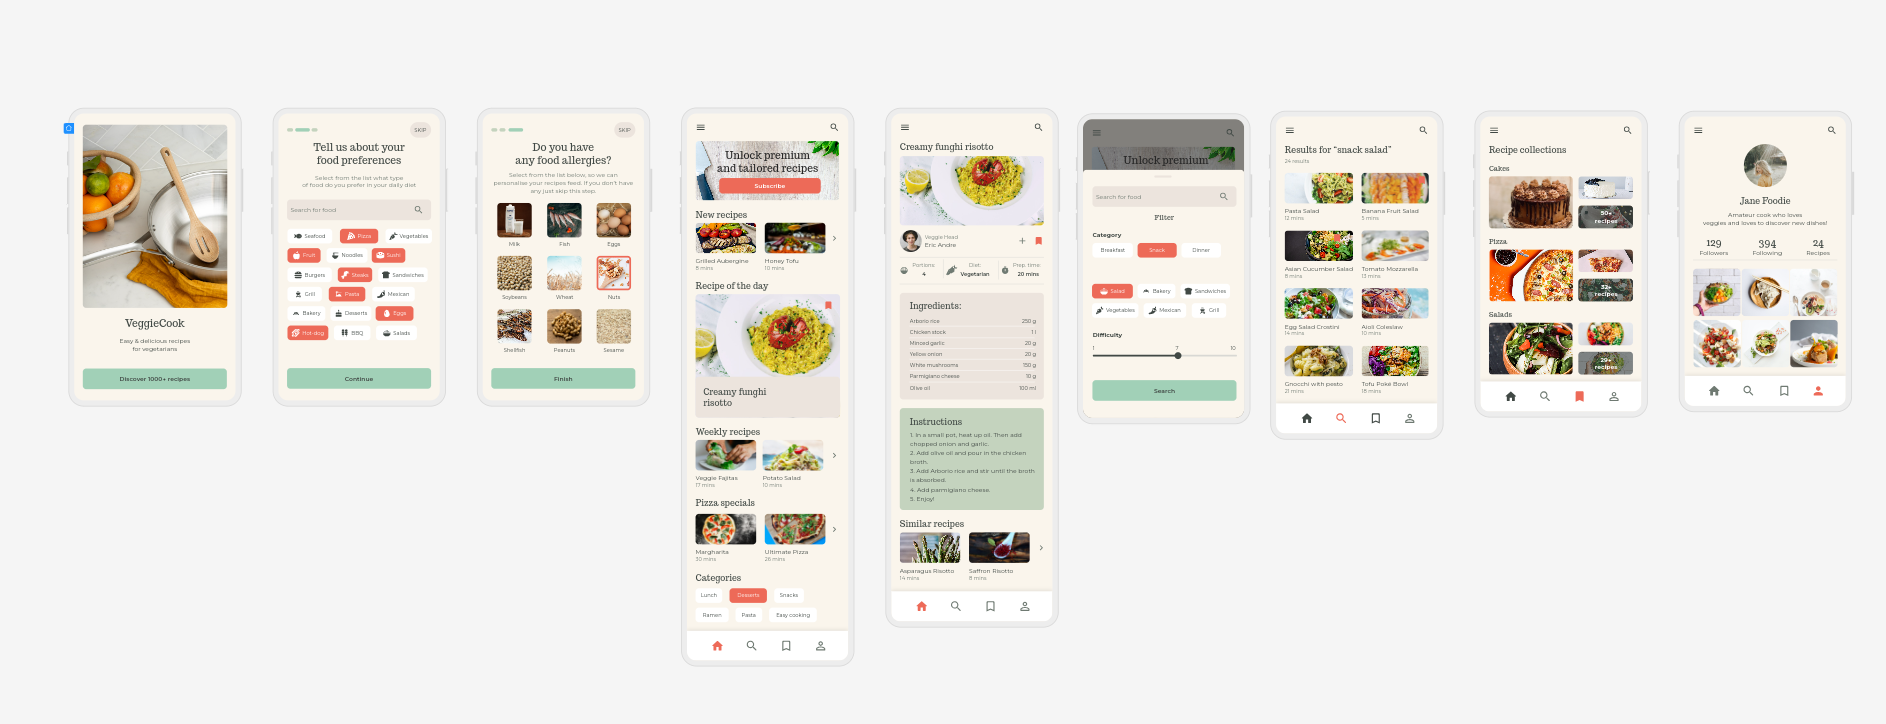 VeggieCook
Easy & delicious recipes
for vegetarians
Discover 1000+ recipes
SKIP
Tell us about your
food preferences
Select from the list what type
of food do you prefer in your daily diet
Search for food
Seafood
Pizza
Vegetables
Fruit
Noodles
Sushi
Burgers
Steaks
Sandwiches
Grill
Pasta
Mexican
Bakery
Desserts
Eggs
Hot-dog
BBQ
Salads
Continue
SKIP
Do you have
any food allergies?
Select from the list below, so we can
personalise your recipes feed. If you don't have
any just skip this step.
Milk
Fish
Eggs
Soybeans
Wheat
Nuts
Shellfish
Peanuts
Sesame
Finish
Unlock premium
and tailored recipes
Subscribe
New recipes
Grilled Aubergine
8 mins
Honey Tofu
10 mins
Recipe of the day
Creamy funghi
risotto
Weekly recipes
Veggie Fajitas
17 mins
Potato Salad
10 mins
Pizza specials
Margharita
30 mins
Ultimate Pizza
26 mins
Categories
Lunch
Desserts
Snacks
Ramen
Pasta
Easy cooking
Creamy funghi risotto
Veggie Head
Eric Andre
Portions:
4
Diet:
Vegetarian
Prep. time:
20 mins
Ingredients:
Arborio rice 250 g
Chicken stock 1 l
Minced garlic 20 g
Yellow onion 20 g
White mushrooms 150 g
Parmigiano cheese 10 g
Olive oil 100 ml
Instructions
1. In a small pot, heat up oil. Then add
chopped onion and garlic.
2. Add olive oil and pour in the chicken
broth.
3. Add Arborio rice and stir until the broth
is absorbed.
4. Add parmigiano cheese.
5. Enjoy!
Similar recipes
Asparagus Risotto
14 mins
Saffron Risotto
8 mins
Unlock premium
Search for food
Filter
Category
Breakfast
Snack
Dinner
Salad
Bakery
Sandwiches
Vegetables
Mexican
Grill
Difficulty
1 7 10
Search
Results for "snack salad"
24 results
Pasta Salad
12 mins
Banana Fruit Salad
5 mins
Asian Cucumber Salad
8 mins
Tomato Mozzarella
13 mins
Egg Salad Crostini
14 mins
Aioli Coleslaw
10 mins
Gnocchi with pesto
21 mins
Tofu Poké Bowl
18 mins
Recipe collections
Cakes
50+
recipes
Pizza
32+
recipes
Salads
29+
recipes
Jane Foodie
Amateur cook who loves
veggies and loves to discover new dishes!
129
Followers
394
Following
24
Recipes